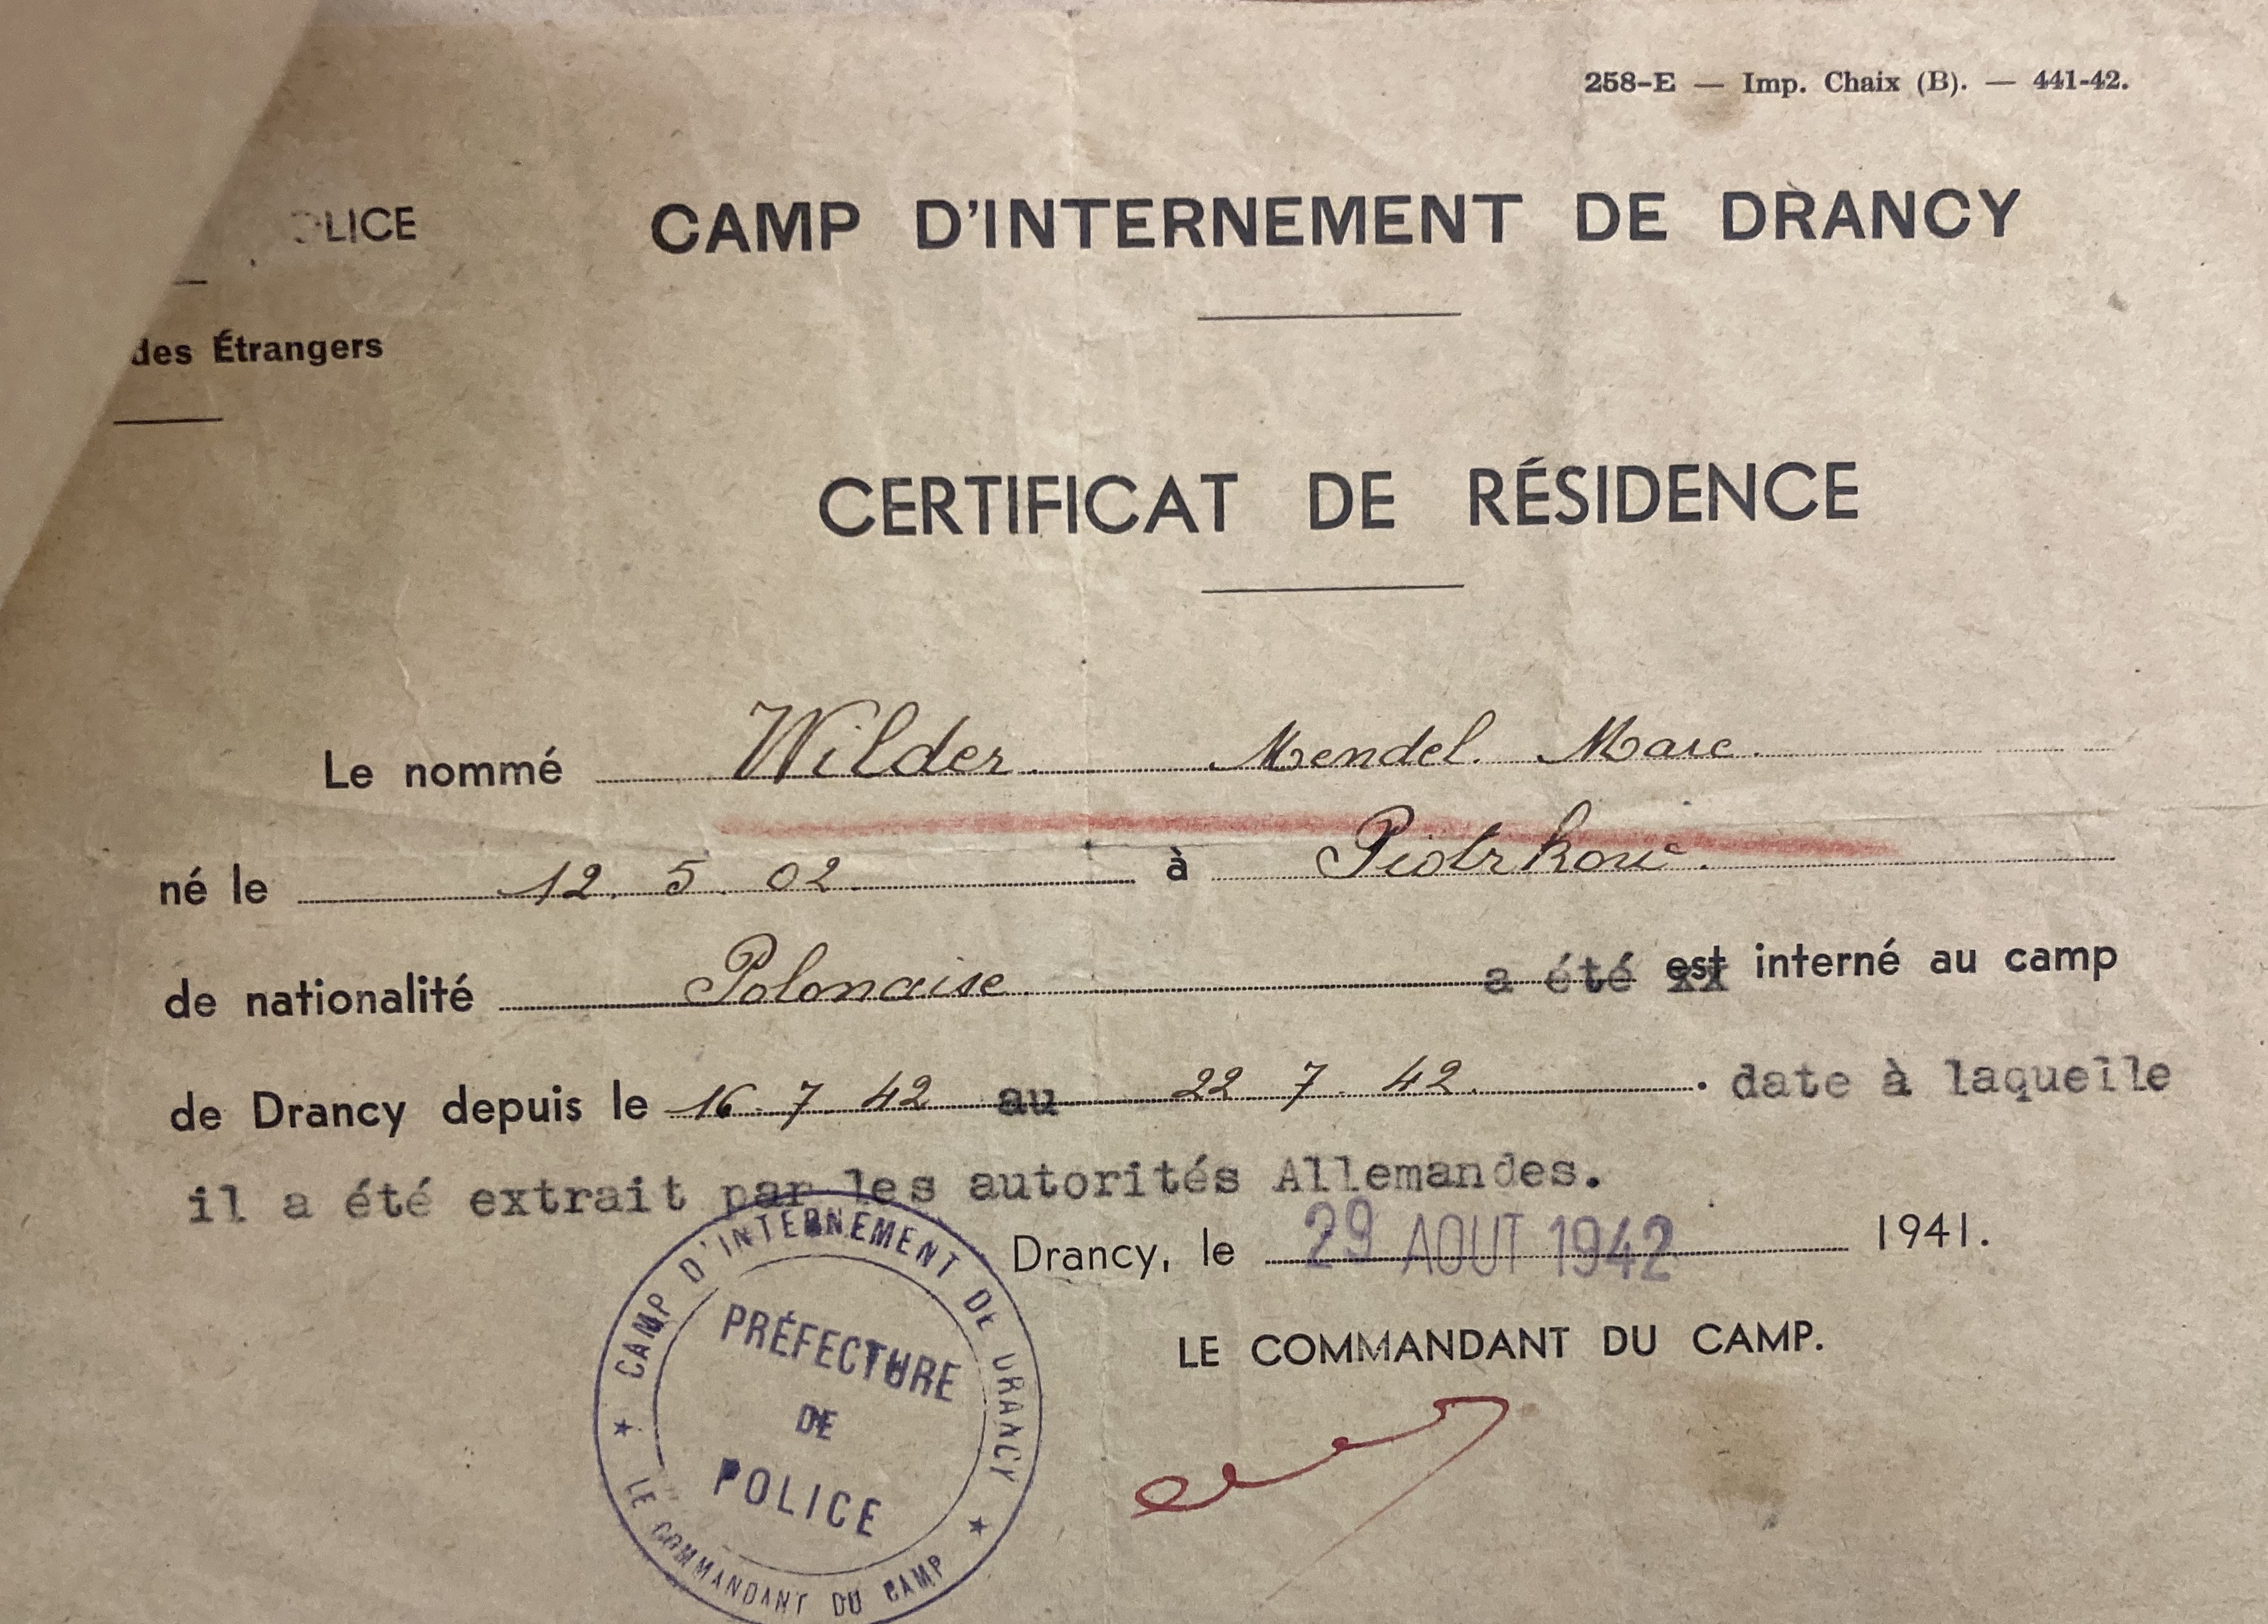 258-E — Imp. Chaix (B). — 441-42.
OLICE
CAMP D'INTERNEMENT DE DRANCY
des Étrangers
CERTIFICAT DE RÉSIDENCE
Le nommé Wilder. Mendel. Marc.
né le 12. 5. 02. à Piotrkow.
de nationalité Polonaise. a été est interné au camp
de Drancy depuis le 16. 7. 42 au 22 7. 42. . date à laquelle
il a été extrait par les autorités Allemandes.
Drancy, le 29 AOUT 1942 1941.
LE COMMANDANT DU CAMP.
CAMP D'INTERNEMENT DE DRANCY
PRÉFECTURE
DE
POLICE
LE COMMANDANT DU CAMP